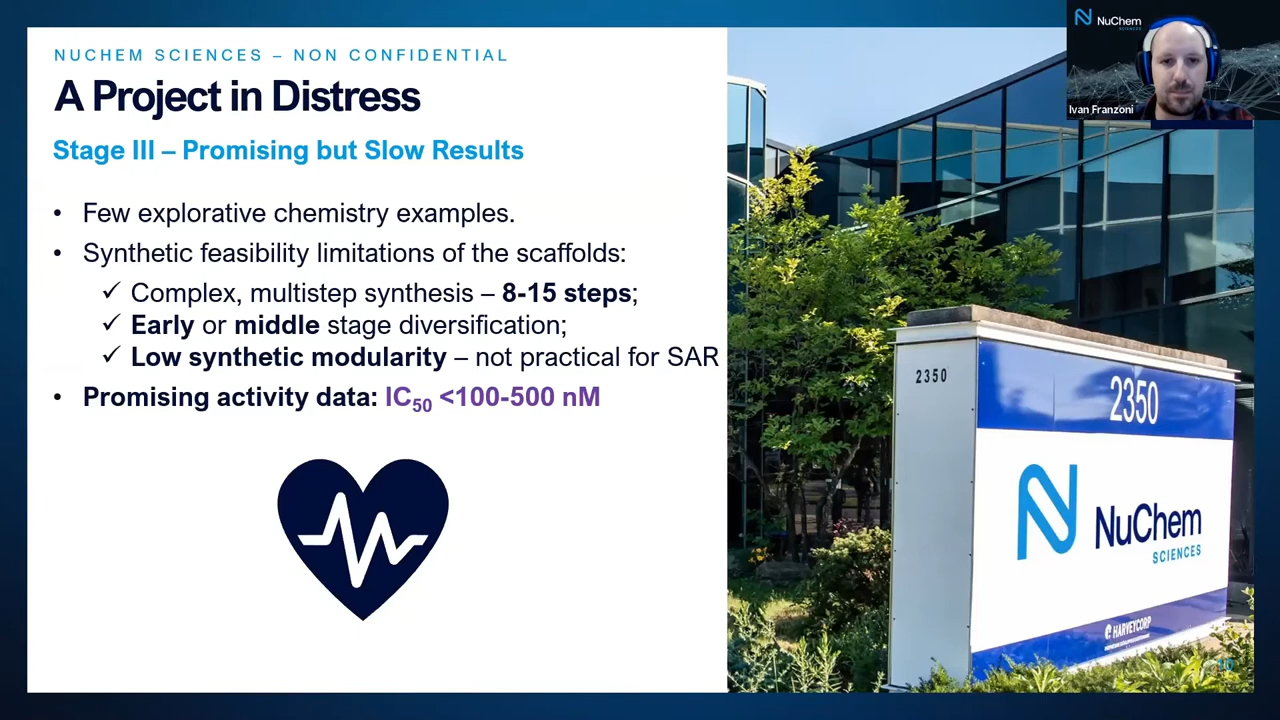 NUCHEM SCIENCES – NON CONFIDENTIAL
A Project in Distress
Stage III – Promising but Slow Results
• Few explorative chemistry examples.
• Synthetic feasibility limitations of the scaffolds:
✓ Complex, multistep synthesis – 8-15 steps;
✓ Early or middle stage diversification;
✓ Low synthetic modularity – not practical for SAR
• Promising activity data: IC50 <100-500 nM
NuChem
SCIENCES
Ivan Franzoni
2350
2350
NuChem
SCIENCES
HARVEYCORP
10